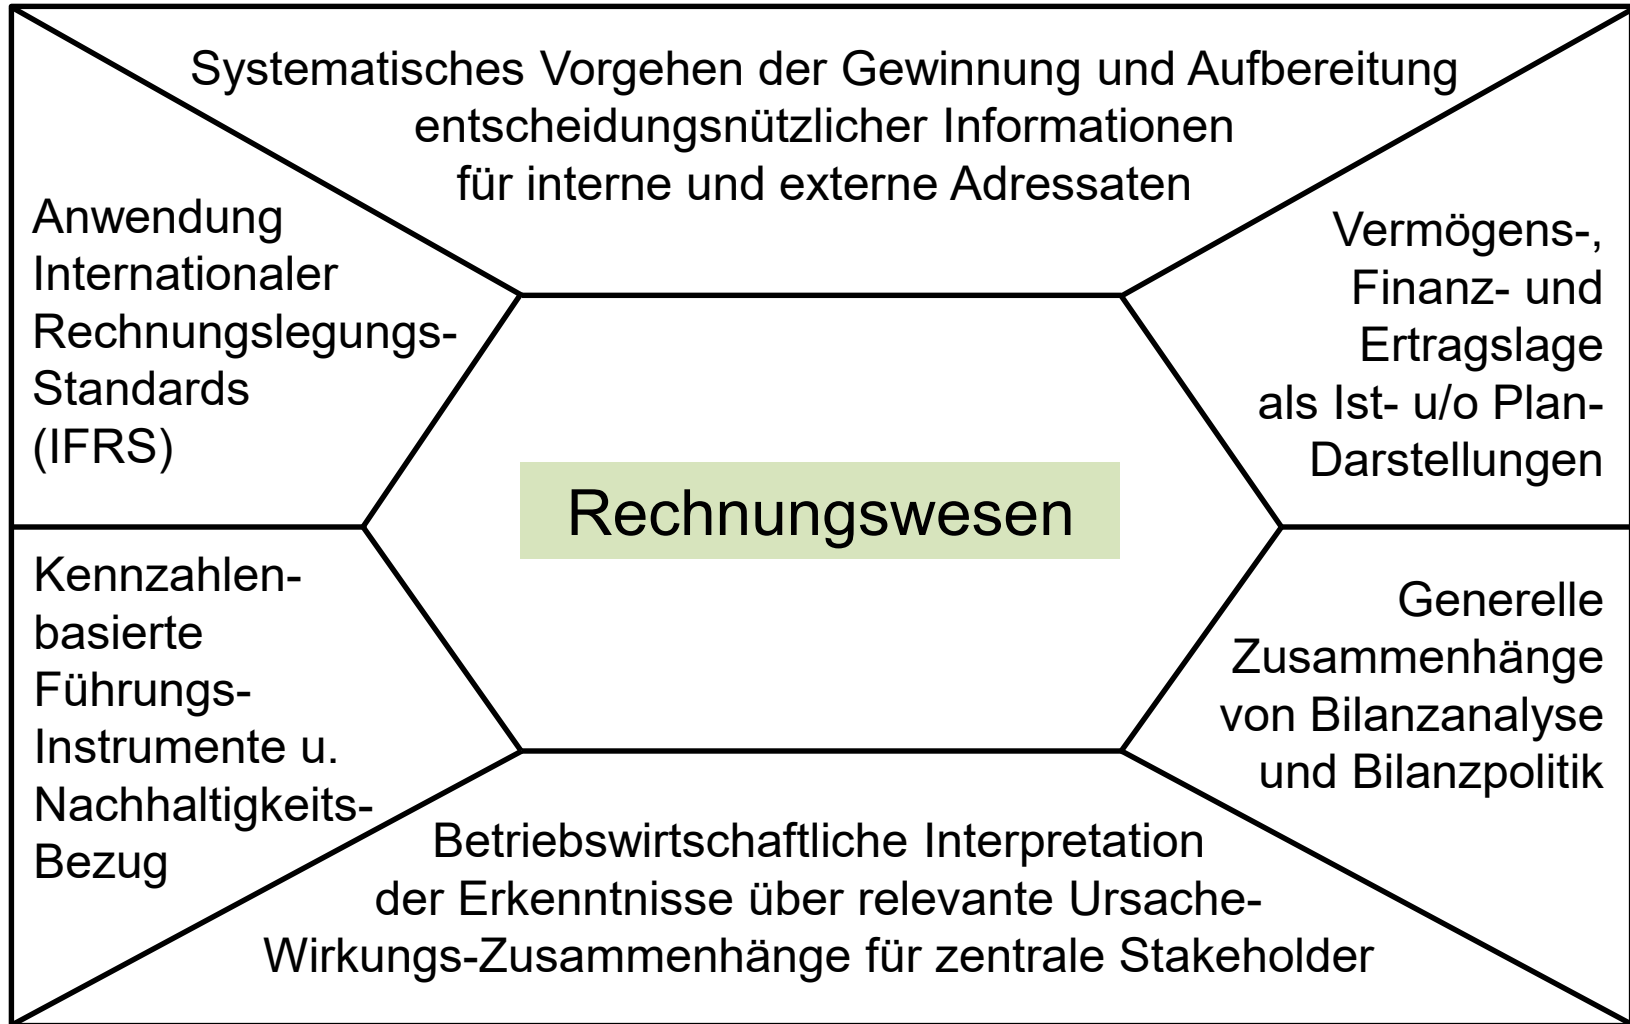 Systematisches Vorgehen der Gewinnung und Aufbereitung
entscheidungsnützlicher Informationen
für interne und externe Adressaten
Anwendung
Internationaler
Rechnungslegungs-
Standards
(IFRS)
Vermögens-,
Finanz- und
Ertragslage
als Ist- u/o Plan-
Darstellungen
Rechnungswesen
Kennzahlen-
basierte
Führungs-
Instrumente u.
Nachhaltigkeits-
Bezug
Generelle
Zusammenhänge
von Bilanzanalyse
und Bilanzpolitik
Betriebswirtschaftliche Interpretation
der Erkenntnisse über relevante Ursache-
Wirkungs-Zusammenhänge für zentrale Stakeholder